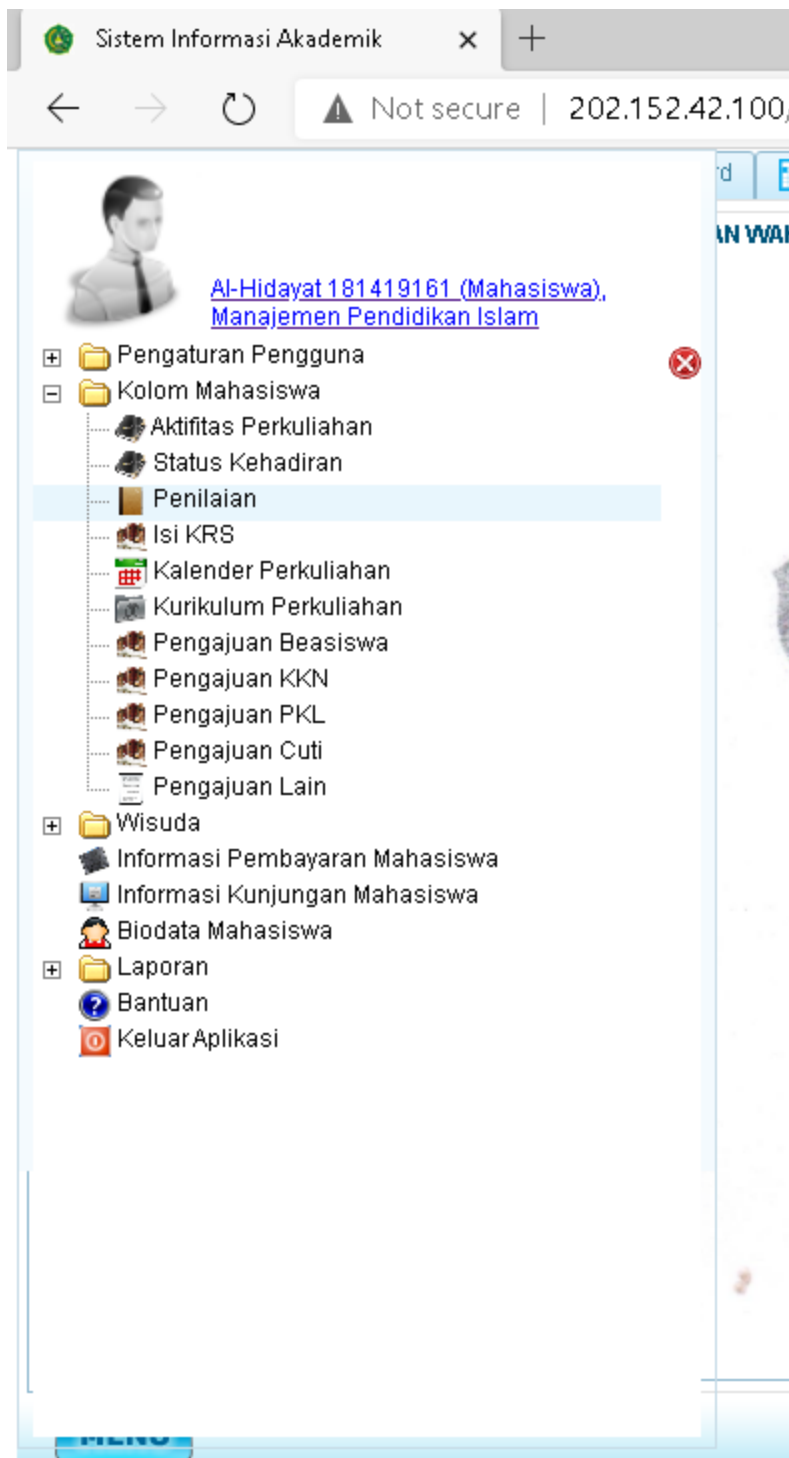 Sistem Informasi Akademik
Not secure | 202.152.42.100/
rd
Al-Hidayat 181419161 (Mahasiswa),
Manajemen Pendidikan Islam
Pengaturan Pengguna
Kolom Mahasiswa
Aktifitas Perkuliahan
Status Kehadiran
Penilaian
Isi KRS
Kalender Perkuliahan
Kurikulum Perkuliahan
Pengajuan Beasiswa
Pengajuan KKN
Pengajuan PKL
Pengajuan Cuti
Pengajuan Lain
Wisuda
Informasi Pembayaran Mahasiswa
Informasi Kunjungan Mahasiswa
Biodata Mahasiswa
Laporan
Bantuan
Keluar Aplikasi
MENU